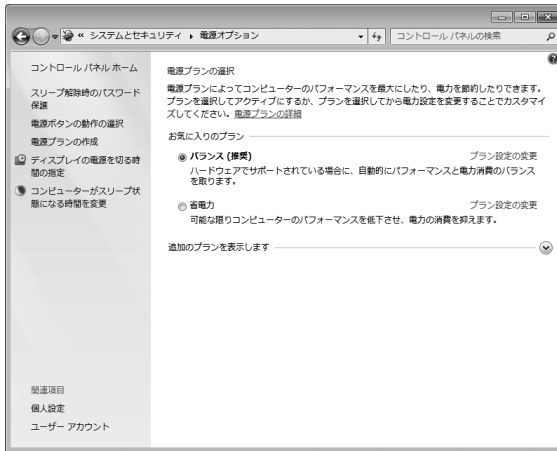 « システムとセキュリティ ▸ 電源オプション
コントロール パネルの検索
コントロール パネル ホーム
スリープ解除時のパスワード
保護
電源ボタンの動作の選択
電源プランの作成
ディスプレイの電源を切る時
間の指定
コンピューターがスリープ状
態になる時間を変更
関連項目
個人設定
ユーザー アカウント
電源プランの選択
電源プランによってコンピューターのパフォーマンスを最大にしたり、電力を節約したりできます。
プランを選択してアクティブにするか、プランを選択してから電力設定を変更することでカスタマイ
ズしてください。電源プランの詳細
お気に入りのプラン
バランス (推奨) プラン設定の変更
ハードウェアでサポートされている場合に、自動的にパフォーマンスと電力消費のバランス
を取ります。
省電力 プラン設定の変更
可能な限りコンピューターのパフォーマンスを低下させ、電力の消費を抑えます。
追加のプランを表示します